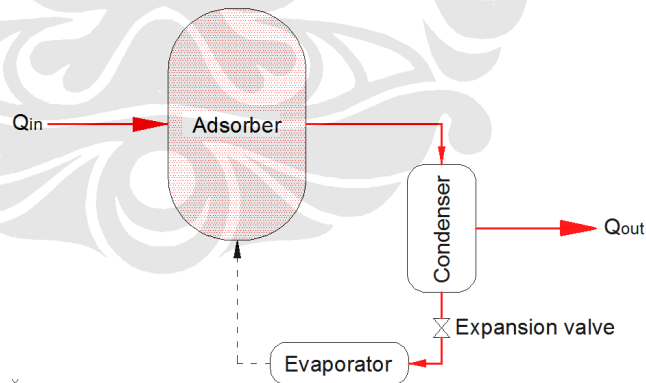 Qin
Adsorber
Condenser
Qout
Expansion valve
Evaporator